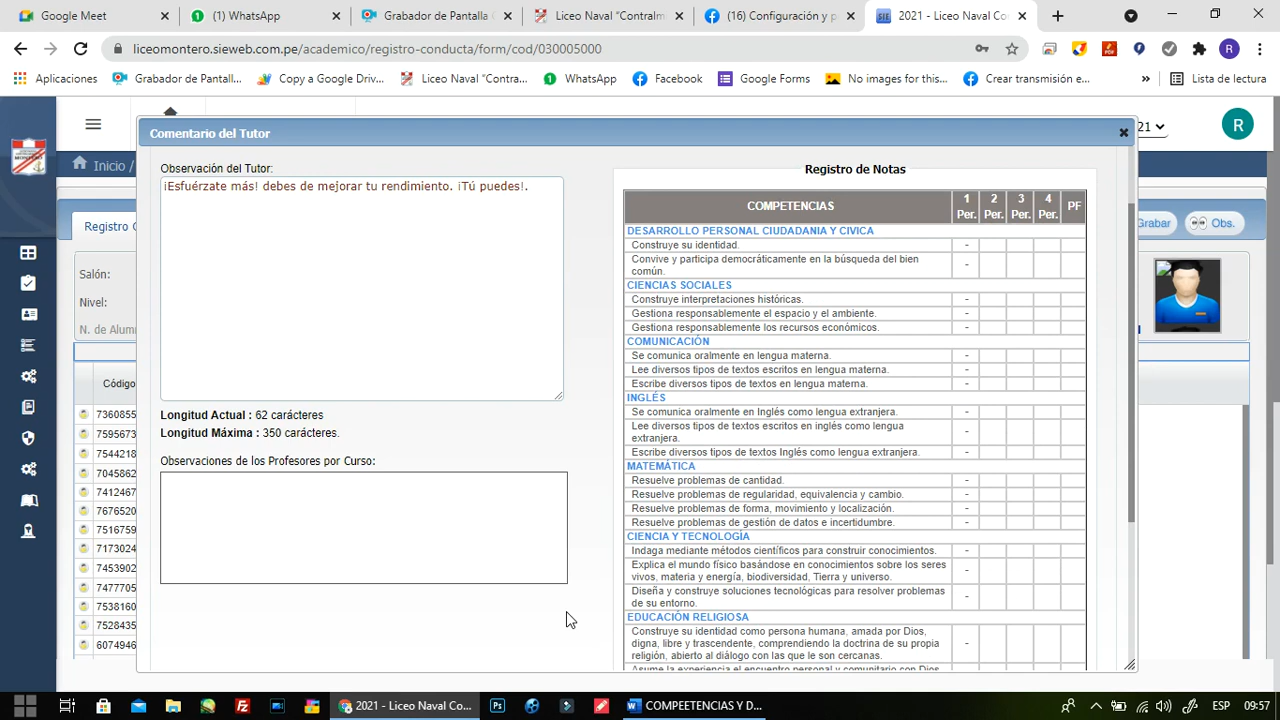 Google Meet
(1) WhatsApp
Grabador de Pantalla
Liceo Naval “Contralm
(16) Configuración y p
2021 - Liceo Naval Co
liceomontero.sieweb.com.pe/academico/registro-conducta/form/cod/030005000
R
Aplicaciones
Grabador de Pantall...
Copy a Google Driv...
Liceo Naval “Contra...
WhatsApp
Facebook
Google Forms
No images for this...
Crear transmisión e...
»
Lista de lectura
21
R
Inicio /
Comentario del Tutor
Registro
Grabar
Obs.
Salón:
Nivel:
N. de Alum
Código
7360855
7595673
7544218
7045862
7412467
7676520
7516759
7173024
7453902
7477705
7538160
7528435
6074946
Observación del Tutor:
¡Esfuérzate más! debes de mejorar tu rendimiento. ¡Tú puedes!.
Longitud Actual : 62 carácteres
Longitud Máxima : 350 carácteres.
Observaciones de los Profesores por Curso:
Registro de Notas
COMPETENCIAS 1 Per. 2 Per. 3 Per. 4 Per. PF
DESARROLLO PERSONAL CIUDADANIA Y CIVICA
Construye su identidad. -
Convive y participa democráticamente en la búsqueda del bien
común. -
CIENCIAS SOCIALES
Construye interpretaciones históricas. -
Gestiona responsablemente el espacio y el ambiente. -
Gestiona responsablemente los recursos económicos. -
COMUNICACIÓN
Se comunica oralmente en lengua materna. -
Lee diversos tipos de textos escritos en lengua materna. -
Escribe diversos tipos de textos en lengua materna. -
INGLÉS
Se comunica oralmente en Inglés como lengua extranjera. -
Lee diversos tipos de textos escritos en inglés como lengua
extranjera. -
Escribe diversos tipos de textos Inglés como lengua extranjera. -
MATEMÁTICA
Resuelve problemas de cantidad. -
Resuelve problemas de regularidad, equivalencia y cambio. -
Resuelve problemas de forma, movimiento y localización. -
Resuelve problemas de gestión de datos e incertidumbre. -
CIENCIA Y TECNOLOGÍA
Indaga mediante métodos científicos para construir conocimientos. -
Explica el mundo físico basándose en conocimientos sobre los seres
vivos, materia y energía, biodiversidad, Tierra y universo. -
Diseña y construye soluciones tecnológicas para resolver problemas
de su entorno. -
EDUCACIÓN RELIGIOSA
Construye su identidad como persona humana, amada por Dios,
digna, libre y trascendente, comprendiendo la doctrina de su propia
religión, abierto al diálogo con las que le son cercanas. -
Asume la experiencia el encuentro personal y comunitario con Dios
2021 - Liceo Naval Co...
COMPEETENCIAS Y D...
ESP
09:57